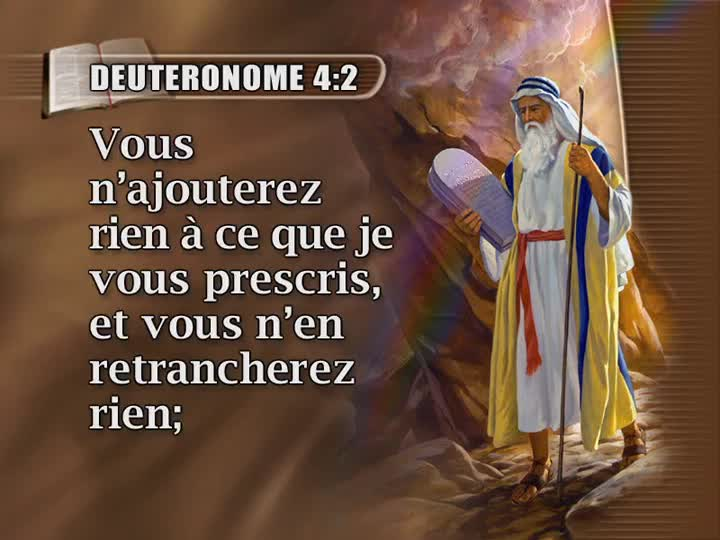 DEUTERONOME 4:2
Vous
n’ajouterez
rien à ce que je
vous prescris,
et vous n’en
retrancherez
rien;